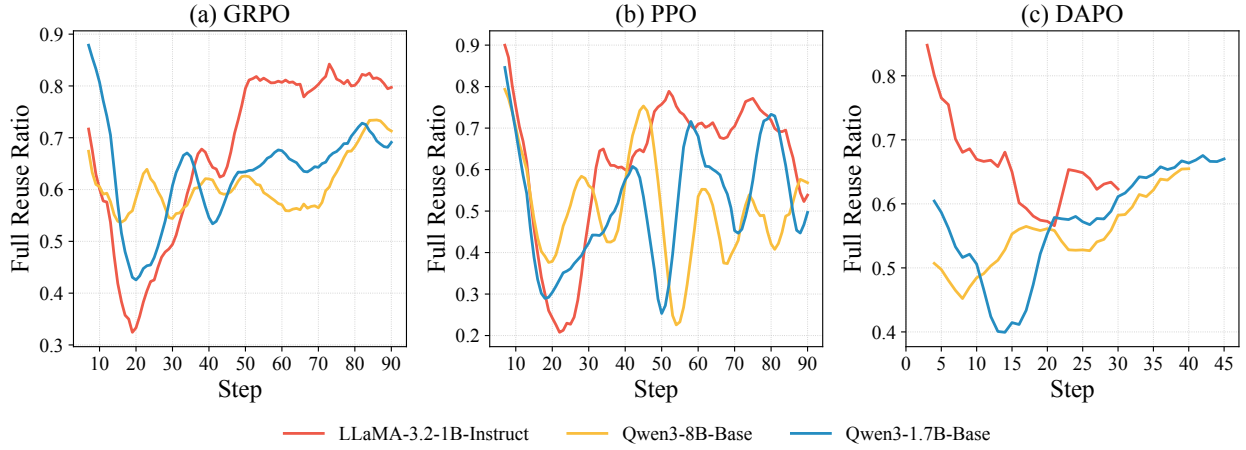 (a) GRPO
Full Reuse Ratio
0.9
0.8
0.7
0.6
0.5
0.4
0.3
10 20 30 40 50 60 70 80 90
Step
(b) PPO
Full Reuse Ratio
0.9
0.8
0.7
0.6
0.5
0.4
0.3
0.2
10 20 30 40 50 60 70 80 90
Step
(c) DAPO
Full Reuse Ratio
0.8
0.7
0.6
0.5
0.4
0 5 10 15 20 25 30 35 40 45
Step
LLaMA-3.2-1B-Instruct Qwen3-8B-Base Qwen3-1.7B-Base